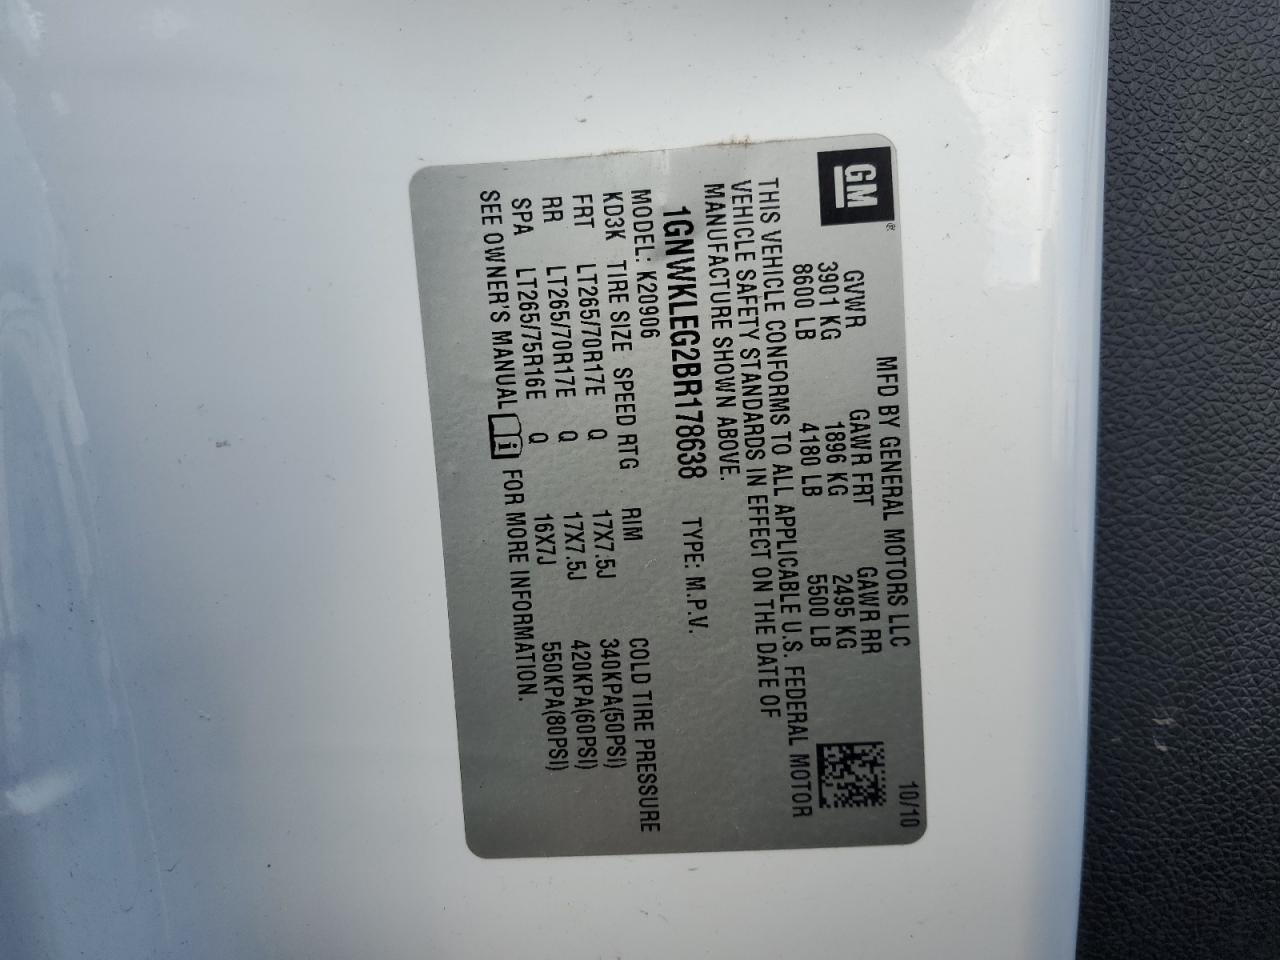 GM®
MFD BY GENERAL MOTORS LLC 10/10
GVWR GAWR FRT GAWR RR
3901 KG 1896 KG 2495 KG
8600 LB 4180 LB 5500 LB
THIS VEHICLE CONFORMS TO ALL APPLICABLE U.S. FEDERAL MOTOR
VEHICLE SAFETY STANDARDS IN EFFECT ON THE DATE OF
MANUFACTURE SHOWN ABOVE.
1GNWKLEG2BR178638 TYPE: M.P.V.
MODEL: K20906
KD3K TIRE SIZE SPEED RTG RIM COLD TIRE PRESSURE
FRT LT265/70R17E Q 17X7.5J 340KPA(50PSI)
RR LT265/70R17E Q 17X7.5J 420KPA(60PSI)
SPA LT265/75R16E Q 16X7J 550KPA(80PSI)
SEE OWNER'S MANUAL i FOR MORE INFORMATION.